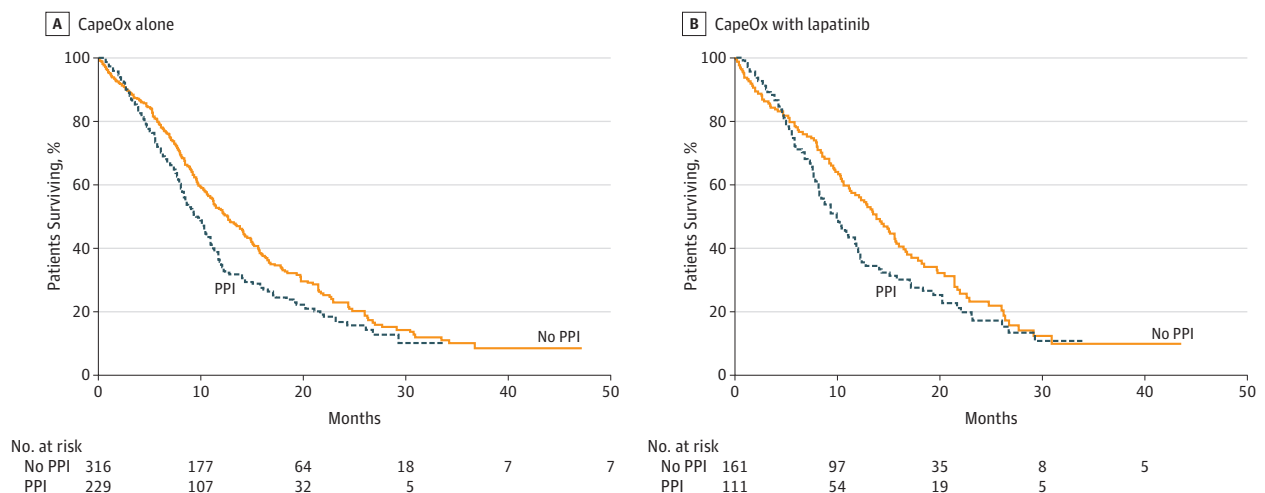 A CapeOx alone
100
80
60
40
20
0
Patients Surviving, %
PPI
No PPI
0 10 20 30 40 50
Months
No. at risk
No PPI 316 177 64 18 7 7
PPI 229 107 32 5
B CapeOx with lapatinib
100
80
60
40
20
0
Patients Surviving, %
PPI
No PPI
0 10 20 30 40 50
Months
No. at risk
No PPI 161 97 35 8 5
PPI 111 54 19 5